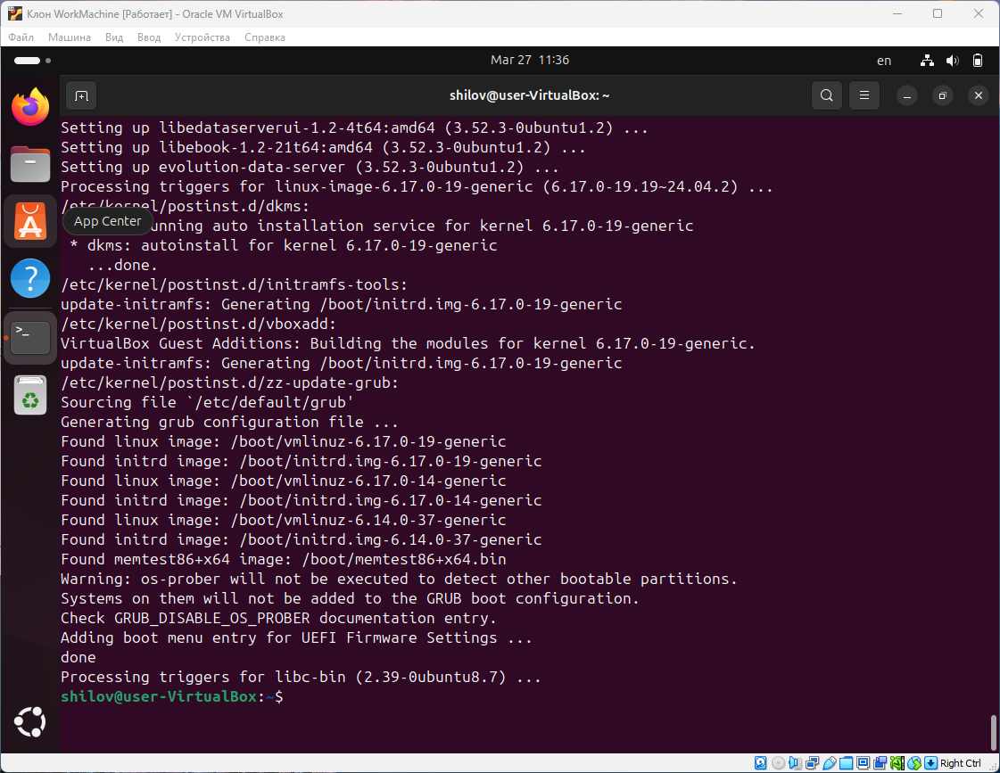 Клон WorkMachine [Работает] - Oracle VM VirtualBox
Файл Машина Вид Ввод Устройства Справка
Mar 27 11:36
en
shilov@user-VirtualBox: ~
Setting up libedataserverui-1.2-4t64:amd64 (3.52.3-0ubuntu1.2) ...
Setting up libebook-1.2-21t64:amd64 (3.52.3-0ubuntu1.2) ...
Setting up evolution-data-server (3.52.3-0ubuntu1.2) ...
Processing triggers for linux-image-6.17.0-19-generic (6.17.0-19.19~24.04.2) ...
/etc/kernel/postinst.d/dkms:
App Center
unning auto installation service for kernel 6.17.0-19-generic
* dkms: autoinstall for kernel 6.17.0-19-generic
...done.
/etc/kernel/postinst.d/initramfs-tools:
update-initramfs: Generating /boot/initrd.img-6.17.0-19-generic
/etc/kernel/postinst.d/vboxadd:
VirtualBox Guest Additions: Building the modules for kernel 6.17.0-19-generic.
update-initramfs: Generating /boot/initrd.img-6.17.0-19-generic
/etc/kernel/postinst.d/zz-update-grub:
Sourcing file `/etc/default/grub'
Generating grub configuration file ...
Found linux image: /boot/vmlinuz-6.17.0-19-generic
Found initrd image: /boot/initrd.img-6.17.0-19-generic
Found linux image: /boot/vmlinuz-6.17.0-14-generic
Found initrd image: /boot/initrd.img-6.17.0-14-generic
Found linux image: /boot/vmlinuz-6.14.0-37-generic
Found initrd image: /boot/initrd.img-6.14.0-37-generic
Found memtest86+x64 image: /boot/memtest86+x64.bin
Warning: os-prober will not be executed to detect other bootable partitions.
Systems on them will not be added to the GRUB boot configuration.
Check GRUB_DISABLE_OS_PROBER documentation entry.
Adding boot menu entry for UEFI Firmware Settings ...
done
Processing triggers for libc-bin (2.39-0ubuntu8.7) ...
shilov@user-VirtualBox:~$
Right Ctrl